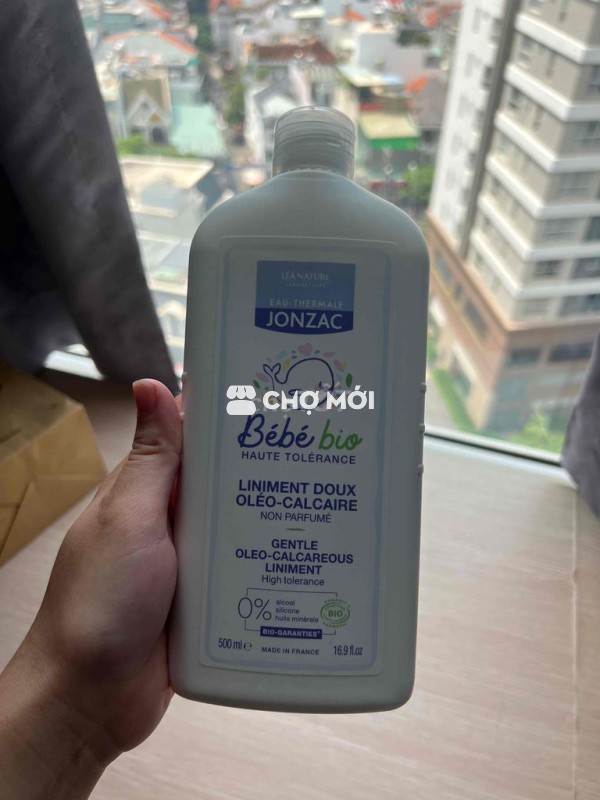 LÉA NATURE
LABORATOIRE
EAU THERMALE
JONZAC
CHỢ MỚI
Bébé bio
HAUTE TOLÉRANCE
LINIMENT DOUX
OLÉO-CALCAIRE
NON PARFUMÉ
GENTLE
OLEO-CALCAREOUS
LINIMENT
High tolerance
0%
alcool
silicone
huile minérale
BIO
BIO-GARANTIES*
500 ml e
MADE IN FRANCE
16.9 fl.oz